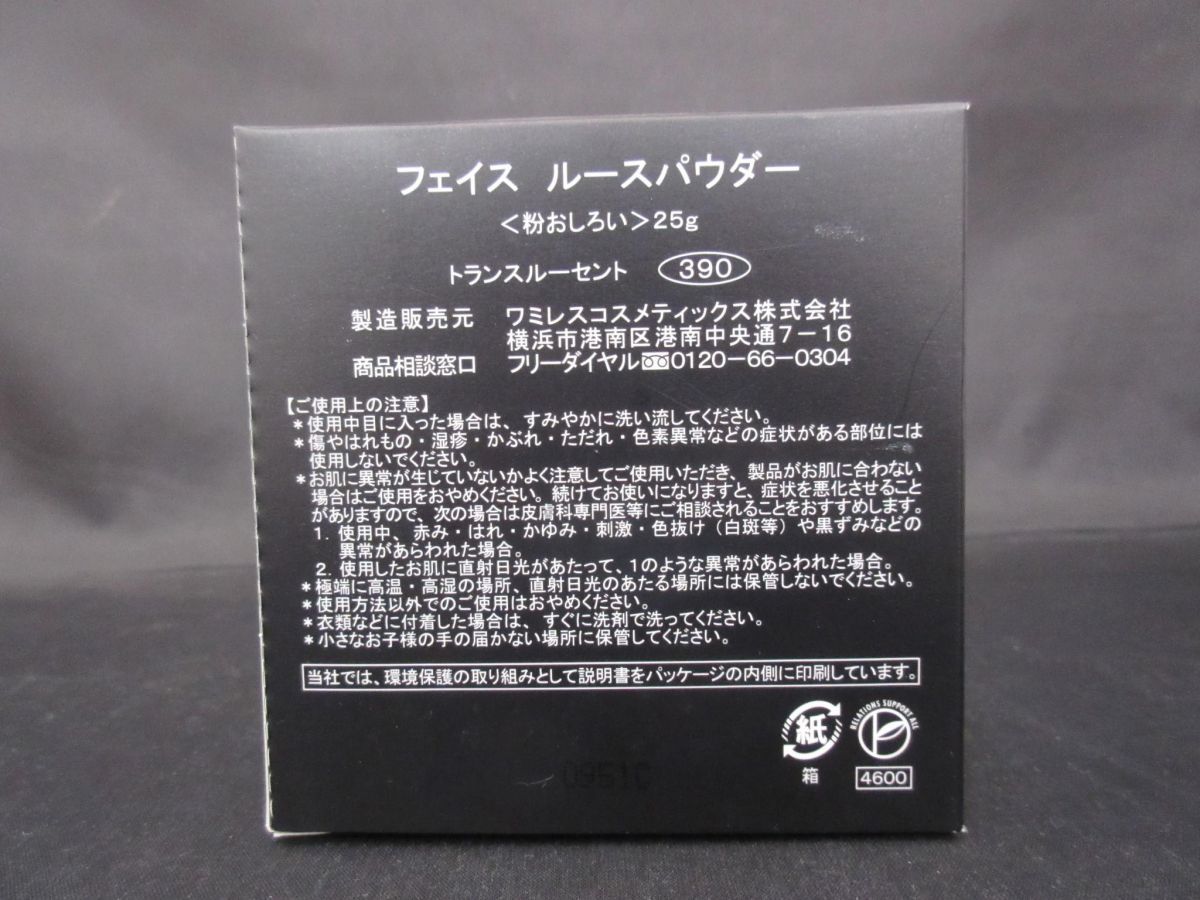 フェイス ルースパウダー
＜粉おしろい＞25g
トランスルーセント 390
製造販売元 ワミレスコスメティックス株式会社
横浜市港南区港南中央通7－16
商品相談窓口 フリーダイヤル0120－66－0304
【ご使用上の注意】
＊使用中目に入った場合は、すみやかに洗い流してください。
＊傷やはれもの・湿疹・かぶれ・ただれ・色素異常などの症状がある部位には
使用しないでください。
＊お肌に異常が生じていないかよく注意してご使用いただき、製品がお肌に合わない
場合はご使用をおやめください。続けてお使いになりますと、症状を悪化させること
がありますので、次の場合は皮膚科専門医等にご相談されることをおすすめします。
1. 使用中、赤み・はれ・かゆみ・刺激・色抜け（白斑等）や黒ずみなどの
異常があらわれた場合。
2. 使用したお肌に直射日光があたって、1のような異常があらわれた場合。
＊極端に高温・高湿の場所、直射日光のあたる場所には保管しないでください。
＊使用方法以外でのご使用はおやめください。
＊衣類などに付着した場合は、すぐに洗剤で洗ってください。
＊小さなお子様の手の届かない場所に保管してください。
当社では、環境保護の取り組みとして説明書をパッケージの内側に印刷しています。
紙
箱
RELATIONS SUPPORT ALL
4600
0951C